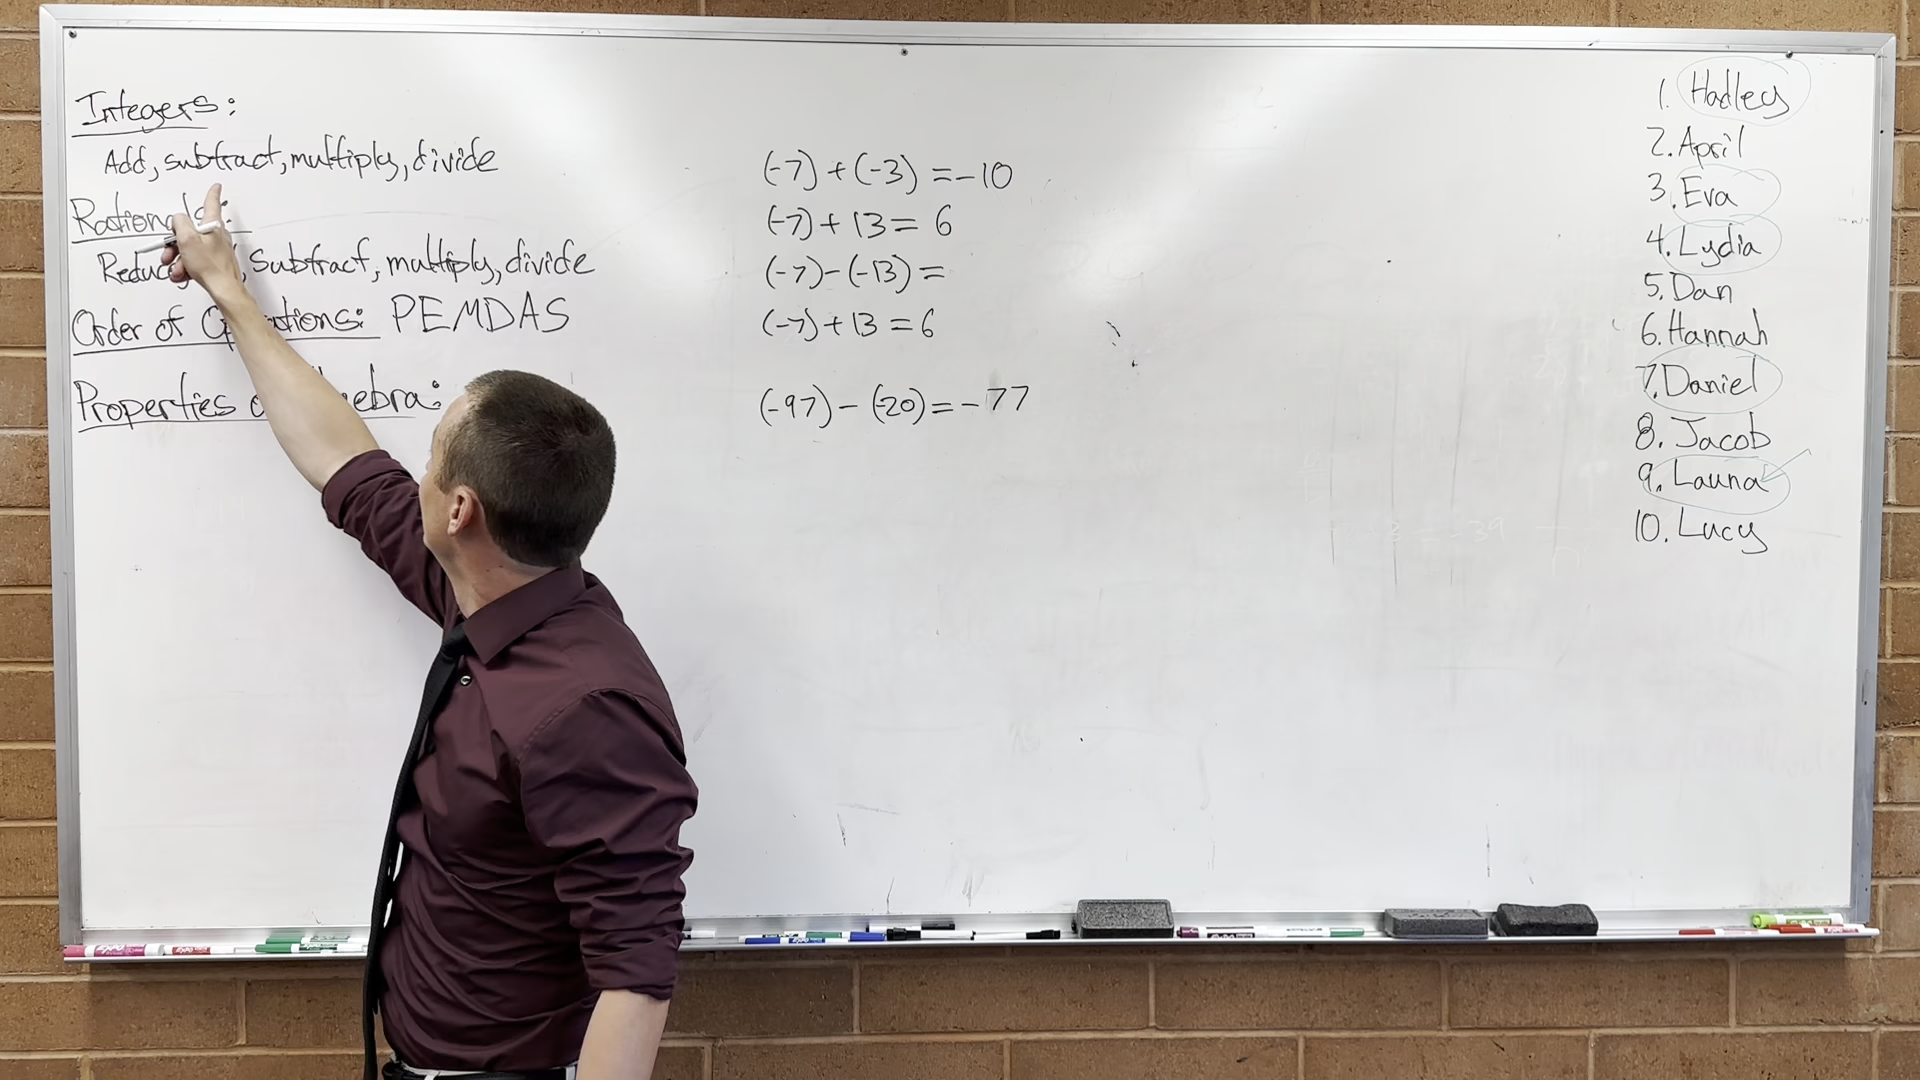 Integers:
Add, subtract, multiply, divide
Rationals:
subtract, multiply, divide
Order of Operations: PEMDAS
Properties
(-7) + (-3) = -10
(-7) + 13 = 6
(-7) - (-13) =
(-7) + 13 = 6
(-97) - (-20) = -77
1. Hadley
2. April
3. Eva
4. Lydia
5. Dan
6. Hannah
7. Daniel
8. Jacob
9. Launa
10. Lucy